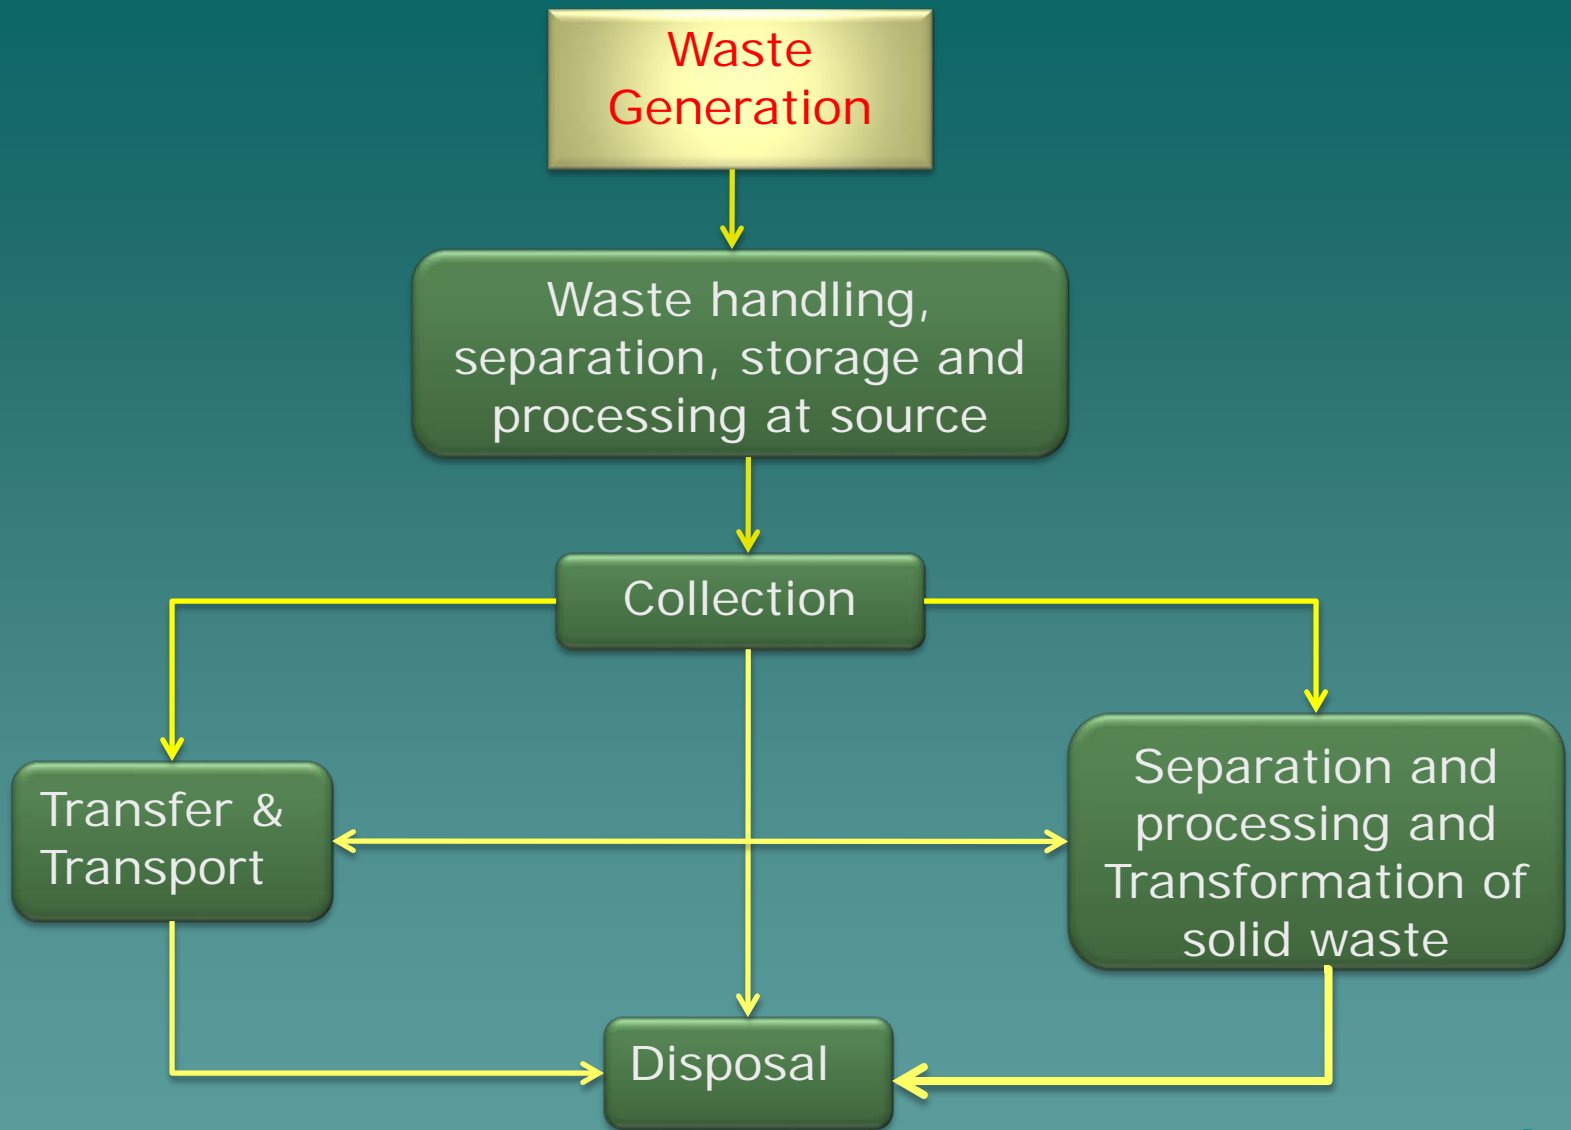 Waste
Generation
Waste handling,
separation, storage and
processing at source
Collection
Transfer &
Transport
Separation and
processing and
Transformation of
solid waste
Disposal